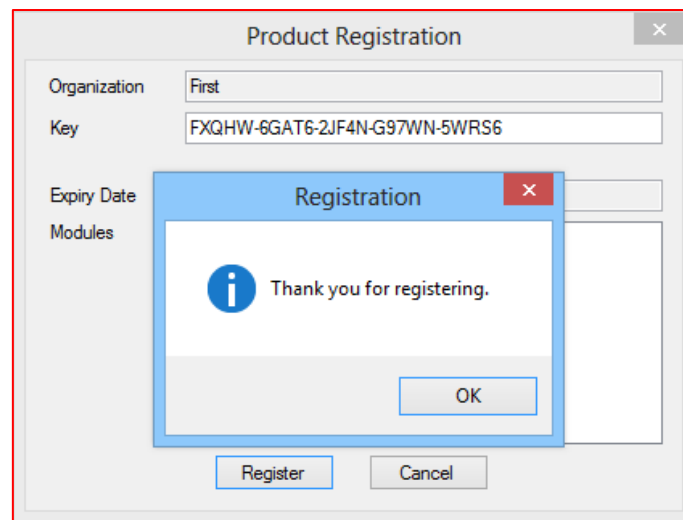 Product Registration
Organization First
Key FXQHW-6GAT6-2JF4N-G97WN-5WRS6
Expiry Date
Modules
Registration
Thank you for registering.
OK
Register Cancel